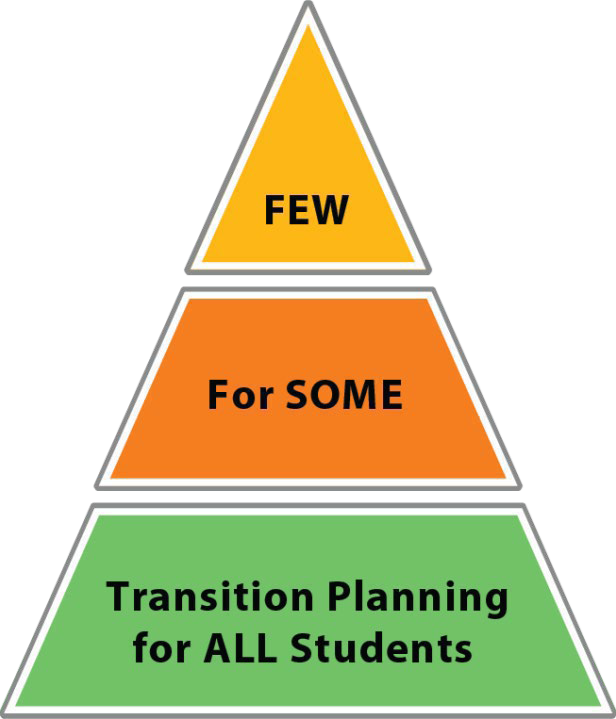 FEW
For SOME
Transition Planning
for ALL Students